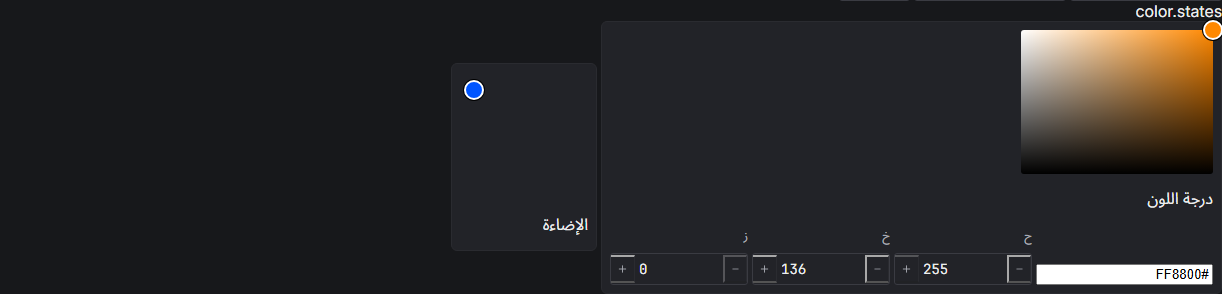 color.states
درجة اللون
ح
خ
ز
FF8800#
− 255 +
− 136 +
− 0 +
الإضاءة